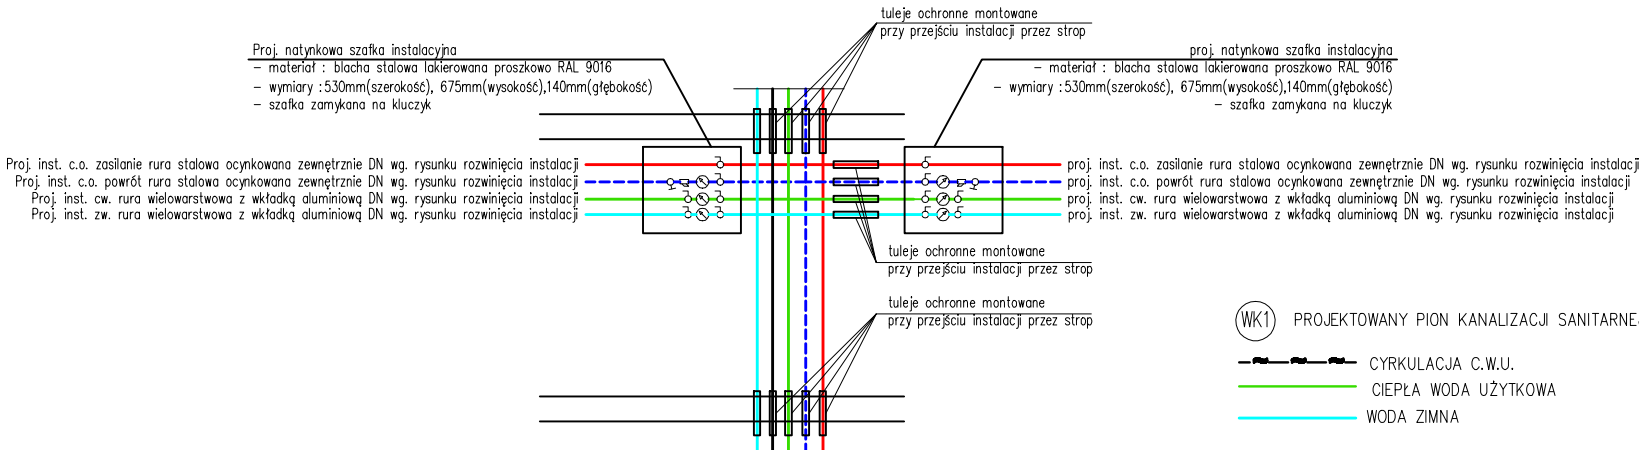 tuleje ochronne montowane
przy przejściu instalacji przez strop
Proj. natynkowa szafka instalacyjna
- materiał : blacha stalowa lakierowana proszkowo RAL 9016
- wymiary :530mm(szerokość), 675mm(wysokość),140mm(głębokość)
- szafka zamykana na kluczyk
proj. natynkowa szafka instalacyjna
- materiał : blacha stalowa lakierowana proszkowo RAL 9016
- wymiary :530mm(szerokość), 675mm(wysokość),140mm(głębokość)
- szafka zamykana na kluczyk
Proj. inst. c.o. zasilanie rura stalowa ocynkowana zewnętrznie DN wg. rysunku rozwinięcia instalacji
Proj. inst. c.o. powrót rura stalowa ocynkowana zewnętrznie DN wg. rysunku rozwinięcia instalacji
Proj. inst. cw. rura wielowarstwowa z wkładką aluminiową DN wg. rysunku rozwinięcia instalacji
Proj. inst. zw. rura wielowarstwowa z wkładką aluminiową DN wg. rysunku rozwinięcia instalacji
proj. inst. c.o. zasilanie rura stalowa ocynkowana zewnętrznie DN wg. rysunku rozwinięcia instalacji
proj. inst. c.o. powrót rura stalowa ocynkowana zewnętrznie DN wg. rysunku rozwinięcia instalacji
proj. inst. cw. rura wielowarstwowa z wkładką aluminiową DN wg. rysunku rozwinięcia instalacji
proj. inst. zw. rura wielowarstwowa z wkładką aluminiową DN wg. rysunku rozwinięcia instalacji
tuleje ochronne montowane
przy przejściu instalacji przez strop
tuleje ochronne montowane
przy przejściu instalacji przez strop
WK1 PROJEKTOWANY PION KANALIZACJI SANITARNE
CYRKULACJA C.W.U.
CIEPŁA WODA UŻYTKOWA
WODA ZIMNA